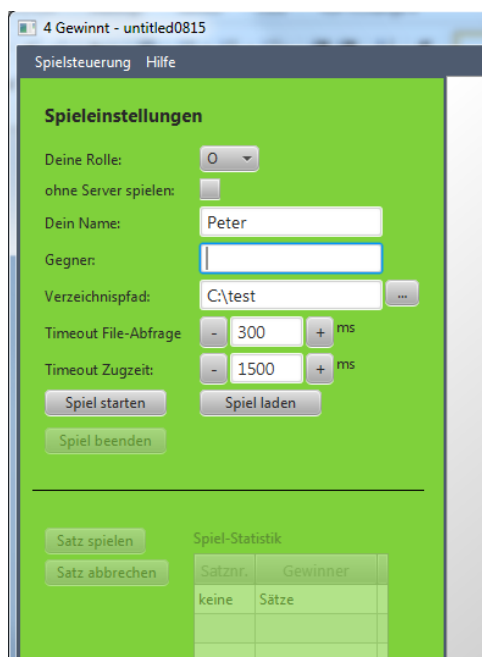 4 Gewinnt - untitled0815
Spielsteuerung Hilfe
Spieleinstellungen
Deine Rolle: O
ohne Server spielen:
Dein Name: Peter
Gegner:
Verzeichnispfad: C:\test ...
Timeout File-Abfrage - 300 + ms
Timeout Zugzeit: - 1500 + ms
Spiel starten Spiel laden
Spiel beenden
Satz spielen Spiel-Statistik
Satz abbrechen Satznr. Gewinner
keine Sätze